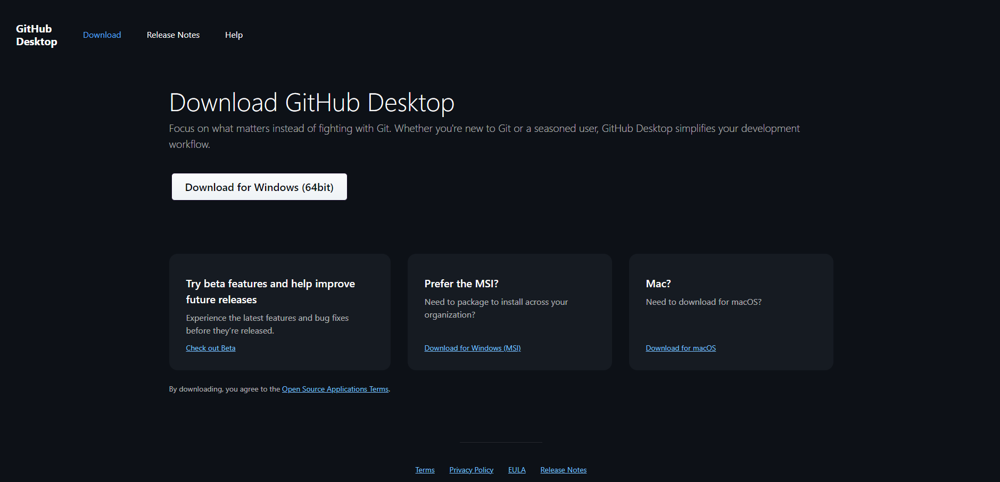 GitHub
Desktop
Download
Release Notes
Help
Download GitHub Desktop
Focus on what matters instead of fighting with Git. Whether you're new to Git or a seasoned user, GitHub Desktop simplifies your development
workflow.
Download for Windows (64bit)
Try beta features and help improve
future releases
Experience the latest features and bug fixes
before they’re released.
Check out Beta
Prefer the MSI?
Need to package to install across your
organization?
Download for Windows (MSI)
Mac?
Need to download for macOS?
Download for macOS
By downloading, you agree to the Open Source Applications Terms.
Terms
Privacy Policy
EULA
Release Notes